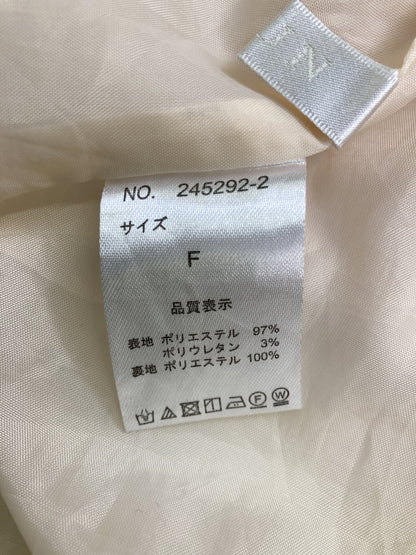 NO. 245292-2
サイズ
F
品質表示
表地 ポリエステル 97%
ポリウレタン 3%
裏地 ポリエステル 100%
F W